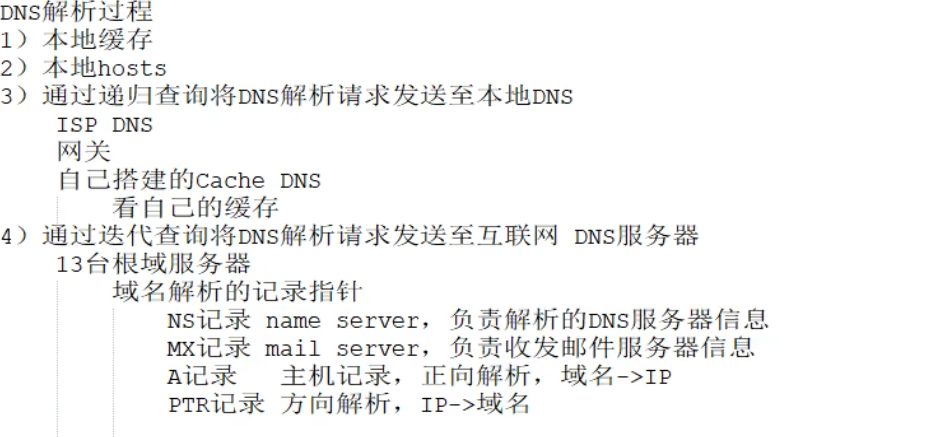 DNS解析过程
1）本地缓存
2）本地hosts
3）通过递归查询将DNS解析请求发送至本地DNS
ISP DNS
网关
自己搭建的Cache DNS
看自己的缓存
4）通过迭代查询将DNS解析请求发送至互联网 DNS服务器
13台根域服务器
域名解析的记录指针
NS记录 name server，负责解析的DNS服务器信息
MX记录 mail server，负责收发邮件服务器信息
A记录 主机记录，正向解析，域名->IP
PTR记录 方向解析，IP->域名